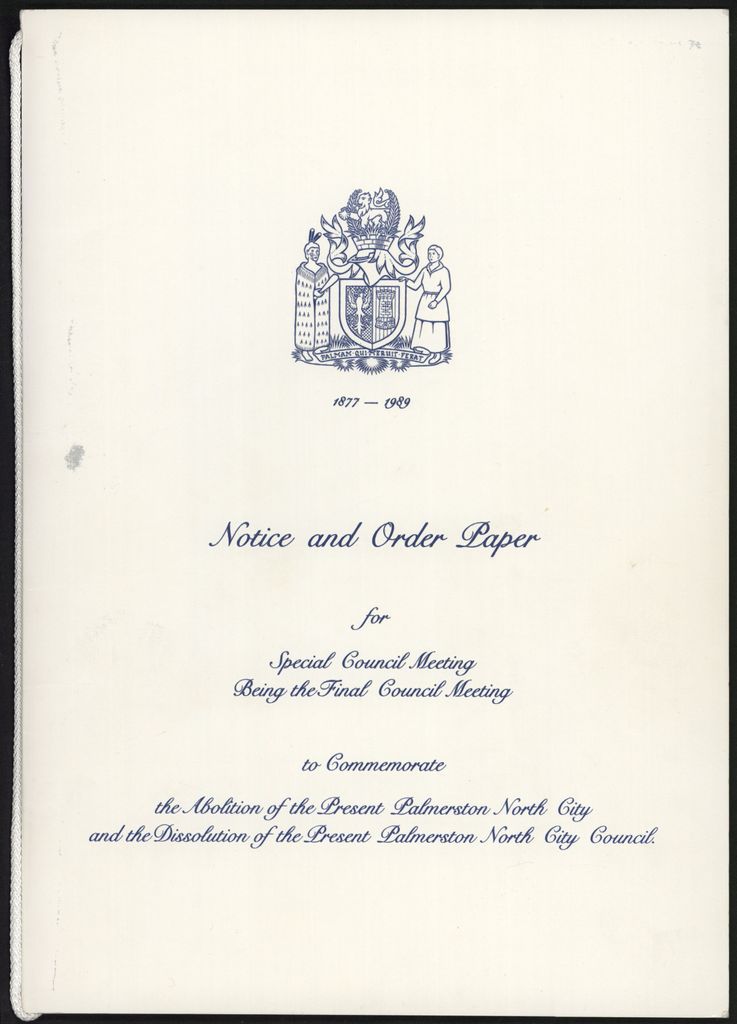 PALMAM QUI MERUIT FERAT
1877 — 1989
Notice and Order Paper
for
Special Council Meeting
Being the Final Council Meeting
to Commemorate
the Abolition of the Present Palmerston North City
and the Dissolution of the Present Palmerston North City Council.